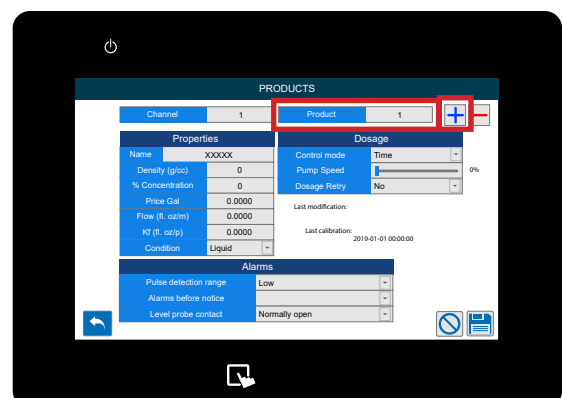 PRODUCTS
Channel 1 Product 1
Properties
Name XXXXX
Density (g/cc) 0
% Concentration 0
Price Gal 0.0000
Flow (fl. oz/m) 0.0000
Kf (fl. oz/p) 0.0000
Condition Liquid
Dosage
Control mode Time
Pump Speed 0%
Dosage Retry No
Last modification:
Last calibration:
2019-01-01 00:00:00
Alarms
Pulse detection range Low
Alarms before notice
Level probe contact Normally open